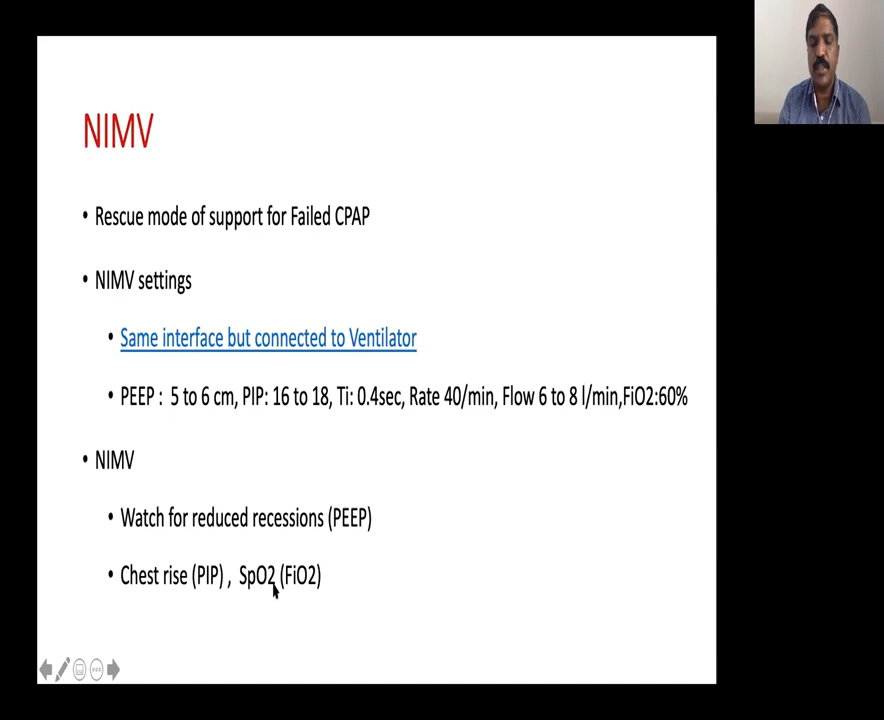 NIMV
• Rescue mode of support for Failed CPAP
• NIMV settings
• Same interface but connected to Ventilator
• PEEP : 5 to 6 cm, PIP: 16 to 18, Ti: 0.4sec, Rate 40/min, Flow 6 to 8 l/min,FiO2:60%
• NIMV
• Watch for reduced recessions (PEEP)
• Chest rise (PIP) , SpO2 (FiO2)